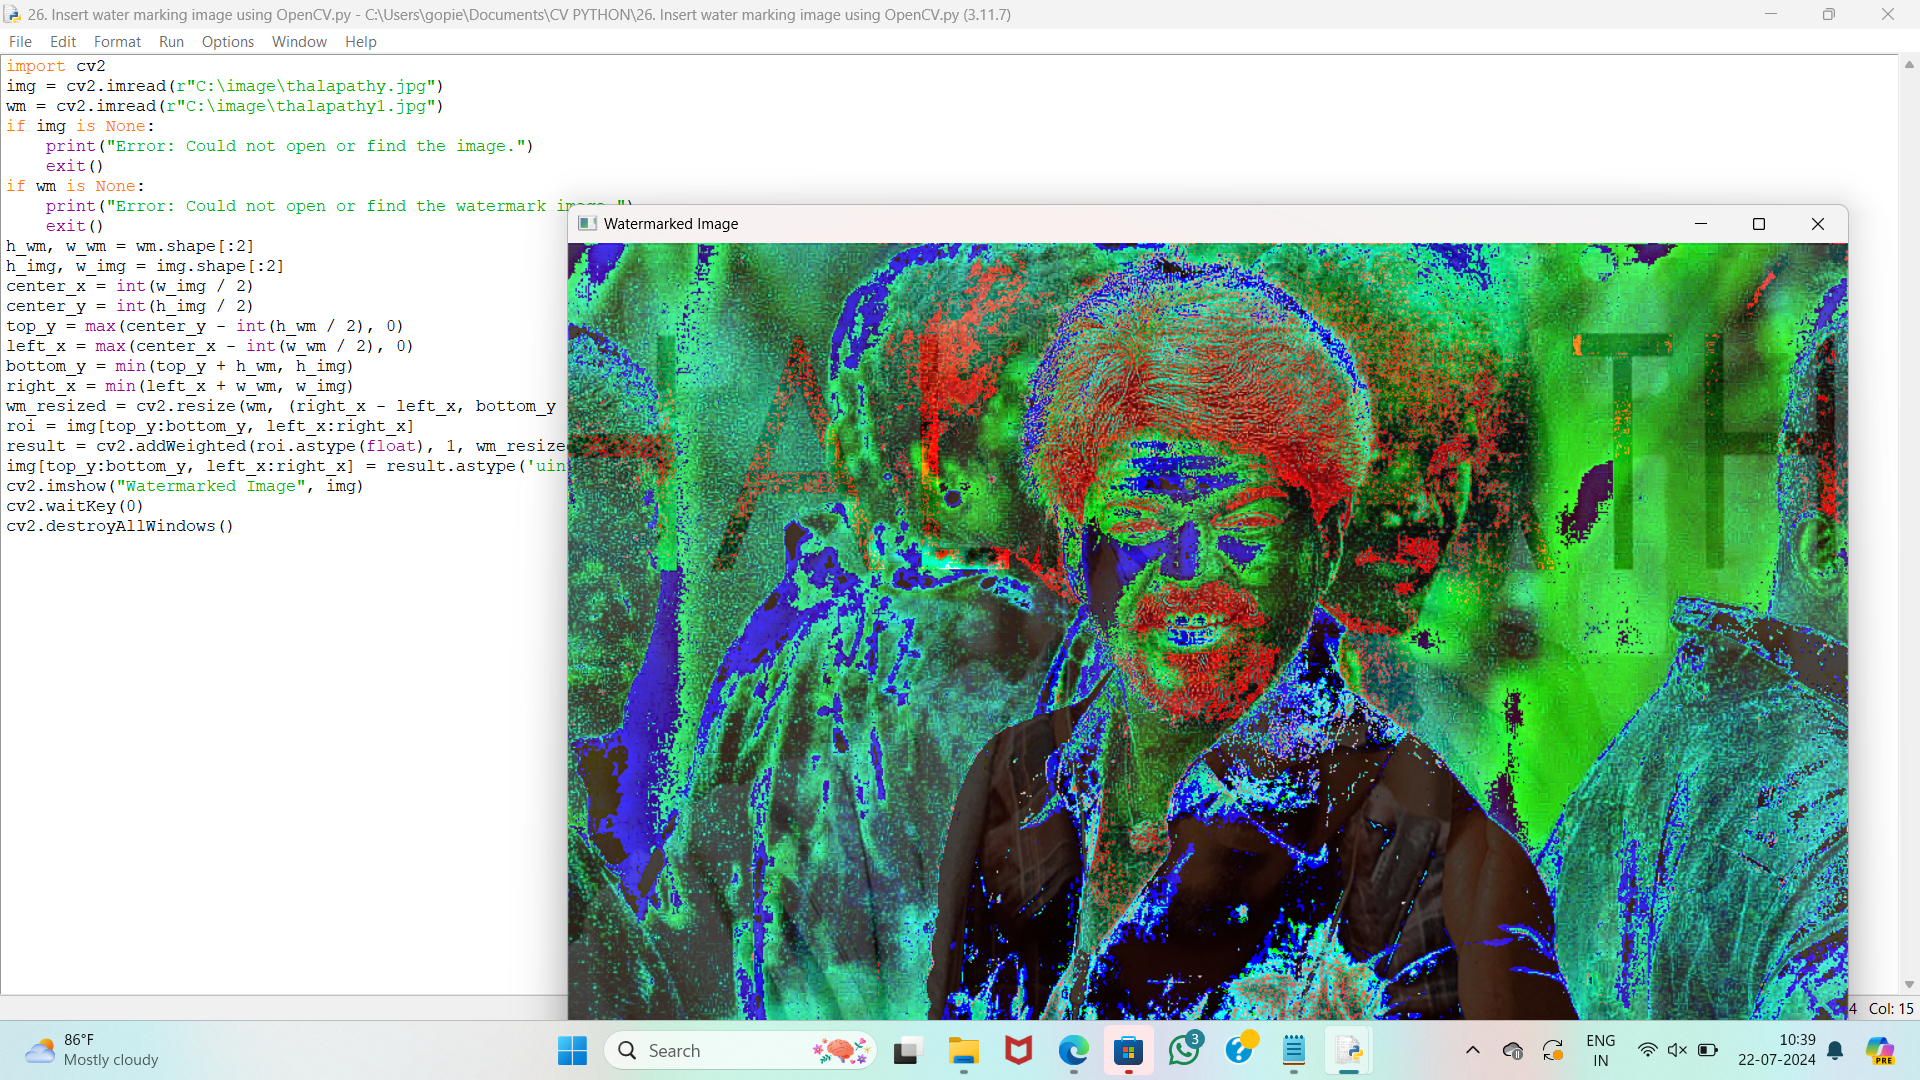 26. Insert water marking image using OpenCV.py - C:\Users\gopie\Documents\CV PYTHON\26. Insert water marking image using OpenCV.py (3.11.7)
File Edit Format Run Options Window Help
import cv2
img = cv2.imread(r"C:\image\thalapathy.jpg")
wm = cv2.imread(r"C:\image\thalapathy1.jpg")
if img is None:
    print("Error: Could not open or find the image.")
    exit()
if wm is None:
    print("Error: Could not open or find the watermark image.")
    exit()
h_wm, w_wm = wm.shape[:2]
h_img, w_img = img.shape[:2]
center_x = int(w_img / 2)
center_y = int(h_img / 2)
top_y = max(center_y - int(h_wm / 2), 0)
left_x = max(center_x - int(w_wm / 2), 0)
bottom_y = min(top_y + h_wm, h_img)
right_x = min(left_x + w_wm, w_img)
wm_resized = cv2.resize(wm, (right_x - left_x, bottom_y
roi = img[top_y:bottom_y, left_x:right_x]
result = cv2.addWeighted(roi.astype(float), 1, wm_resize
img[top_y:bottom_y, left_x:right_x] = result.astype('uin
cv2.imshow("Watermarked Image", img)
cv2.waitKey(0)
cv2.destroyAllWindows()
Watermarked Image
HAL TH
4 Col: 15
86°F
Mostly cloudy
Search
3
PRE
ENG
IN
10:39
22-07-2024